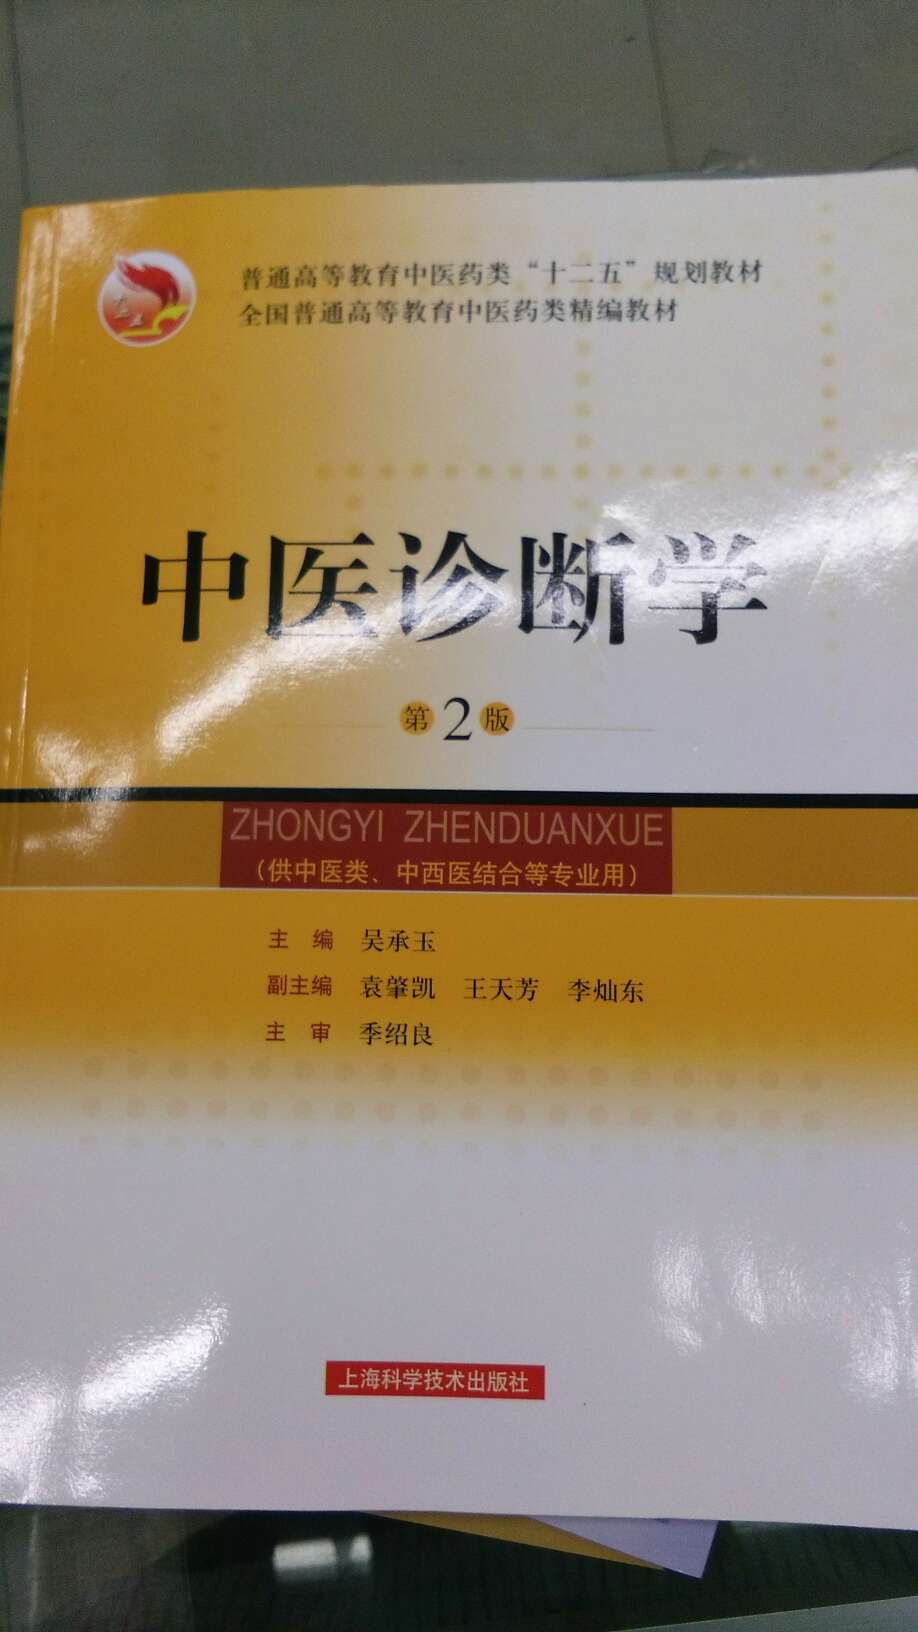 普通高等教育中医药类“十二五”规划教材
全国普通高等教育中医药类精编教材
中医诊断学
第2版
ZHONGYI ZHENDUANXUE
(供中医类、中西医结合等专业用)
主 编 吴承玉
副主编 袁肇凯 王天芳 李灿东
主 审 季绍良
上海科学技术出版社